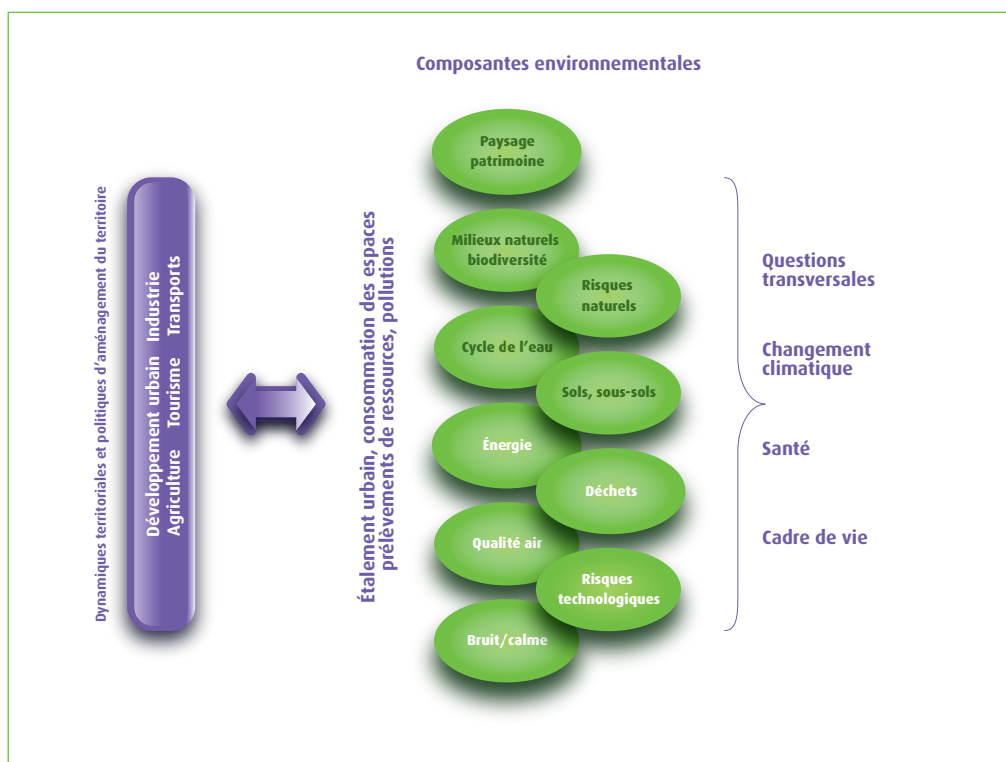 Composantes environnementales
Dynamiques territoriales et politiques d'aménagement du territoire
Développement urbain Industrie
Agriculture Tourisme Transports
Étalement urbain, consommation des espaces
prélèvements de ressources, pollutions
Paysage
patrimoine
Milieux naturels
biodiversité
Risques
naturels
Cycle de l'eau
Sols, sous-sols
Énergie
Déchets
Qualité air
Risques
technologiques
Bruit/calme
Questions
transversales
Changement
climatique
Santé
Cadre de vie